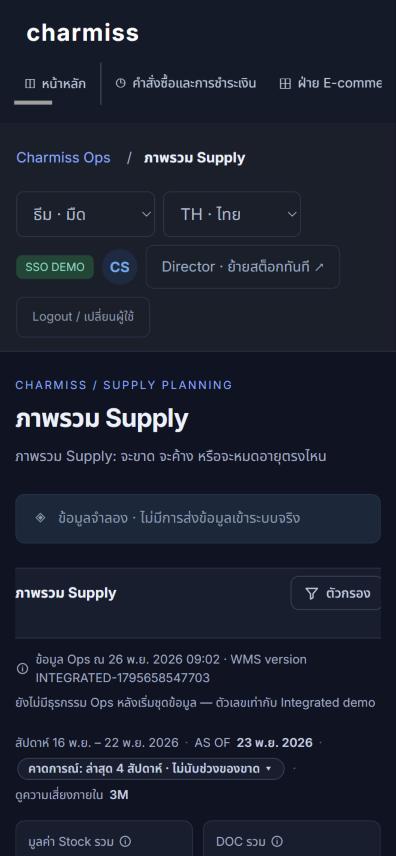 charmiss
หน้าหลัก
คำสั่งซื้อและการชำระเงิน
ฝ่าย E-comme
Charmiss Ops / ภาพรวม Supply
ธีม · มืด
TH · ไทย
SSO DEMO
CS
Director · ย้ายสต็อกทันที ↗
Logout / เปลี่ยนผู้ใช้
CHARMISS / SUPPLY PLANNING
ภาพรวม Supply
ภาพรวม Supply: จะขาด จะค้าง หรือจะหมดอายุตรงไหน
ข้อมูลจำลอง · ไม่มีการส่งข้อมูลเข้าระบบจริง
ภาพรวม Supply
ตัวกรอง
ข้อมูล Ops ณ 26 พ.ย. 2026 09:02 · WMS version
INTEGRATED-1795658547703
ยังไม่มีธุรกรรม Ops หลังเริ่มชุดข้อมูล — ตัวเลขเท่ากับ Integrated demo
สัปดาห์ 16 พ.ย. – 22 พ.ย. 2026 · AS OF 23 พ.ย. 2026 ·
คาดการณ์: ล่าสุด 4 สัปดาห์ · ไม่นับช่วงของขาด ▾ ·
ดูความเสี่ยงภายใน 3M
มูลค่า Stock รวม
DOC รวม